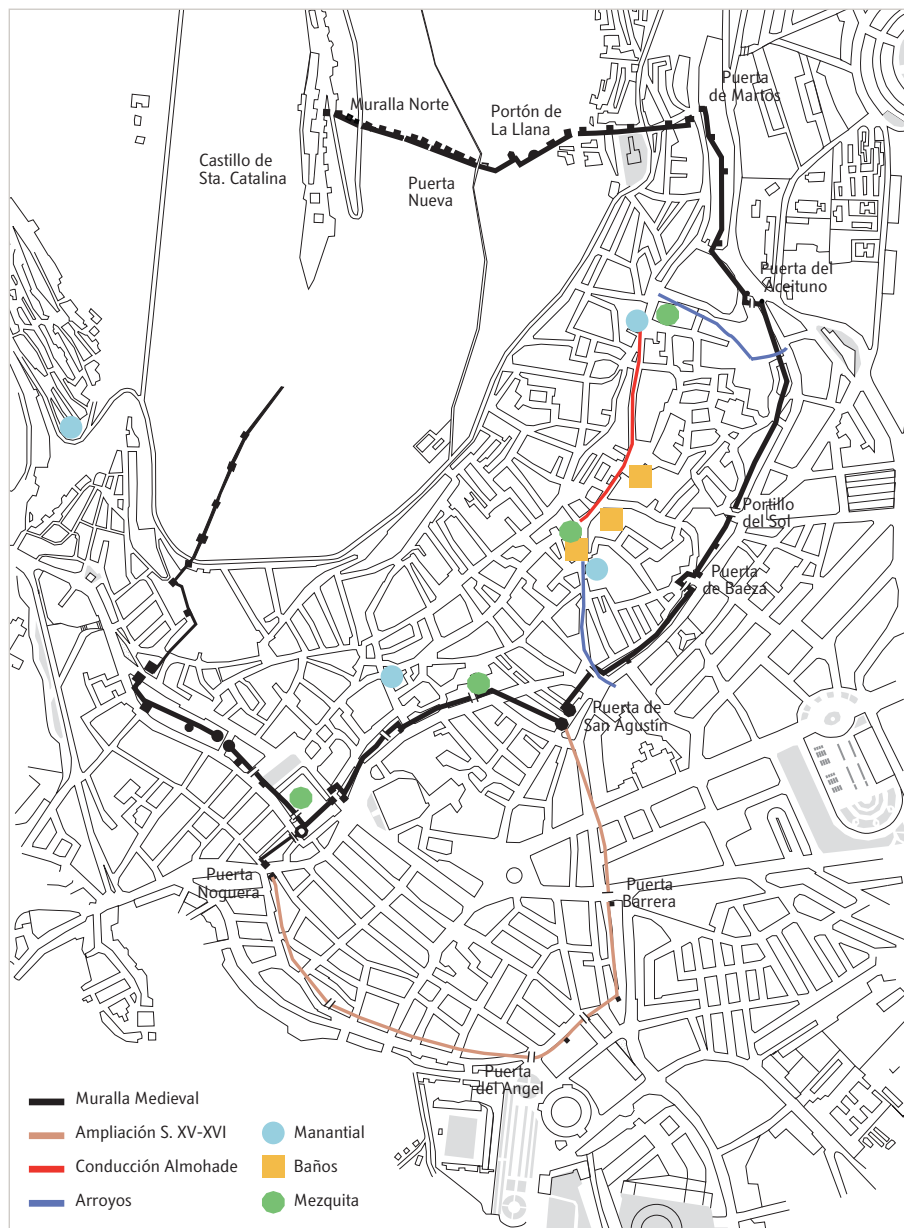 Puerta
de Martos
Muralla Norte
Portón de
La Llana
Castillo de
Sta. Catalina
Puerta
Nueva
Puerta del
Aceituno
Portillo
del Sol
Puerta
de Baeza
Puerta de
San Agustín
Puerta
Noguera
Puerta
Barrera
Puerta
del Angel
Muralla Medieval
Ampliación S. XV-XVI
Conducción Almohade
Arroyos
Manantial
Baños
Mezquita